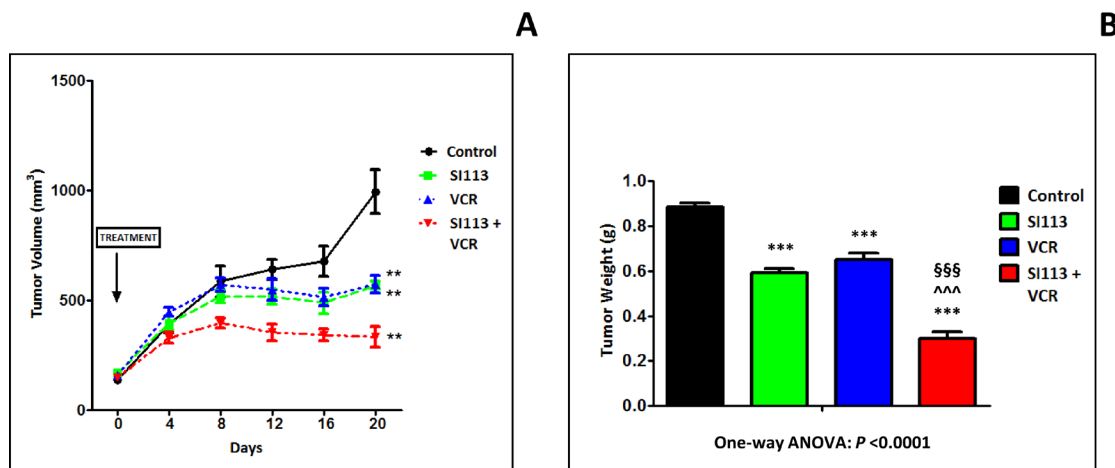 A
1500
1000
500
0
Tumor Volume (mm³)
TREATMENT
0 4 8 12 16 20
Days
Control
SI113
VCR
SI113 +
VCR
**
**
**
B
1.0
0.8
0.6
0.4
0.2
0.0
Tumor Weight (g)
***
***
§§§
^^^
***
Control
SI113
VCR
SI113 +
VCR
One-way ANOVA: P <0.0001